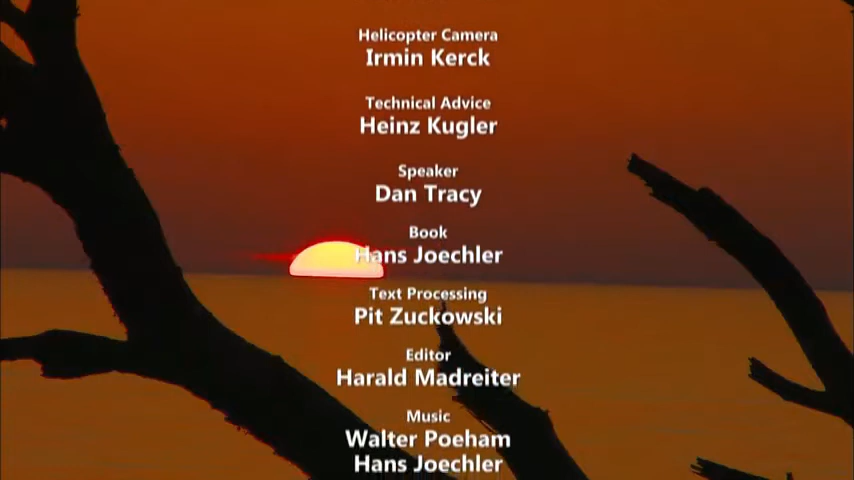 Helicopter Camera
Irmin Kerck
Technical Advice
Heinz Kugler
Speaker
Dan Tracy
Book
Hans Joechler
Text Processing
Pit Zuckowski
Editor
Harald Madreiter
Music
Walter Poeham
Hans Joechler